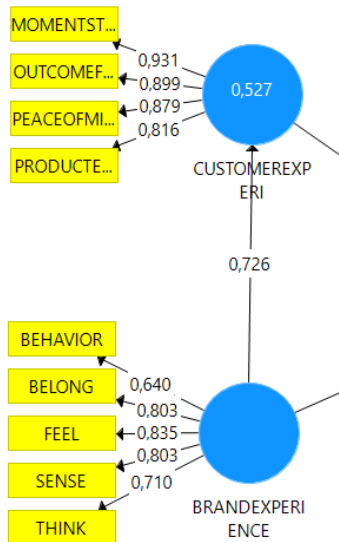 MOMENTST...
OUTCOMEF...
PEACEOFMI...
PRODUCTE...
0,931
0,899
0,879
0,816
0,527
CUSTOMEREXP
ERI
0,726
BEHAVIOR
BELONG
FEEL
SENSE
THINK
0,640
0,803
0,835
0,803
0,710
BRANDEXPERI
ENCE